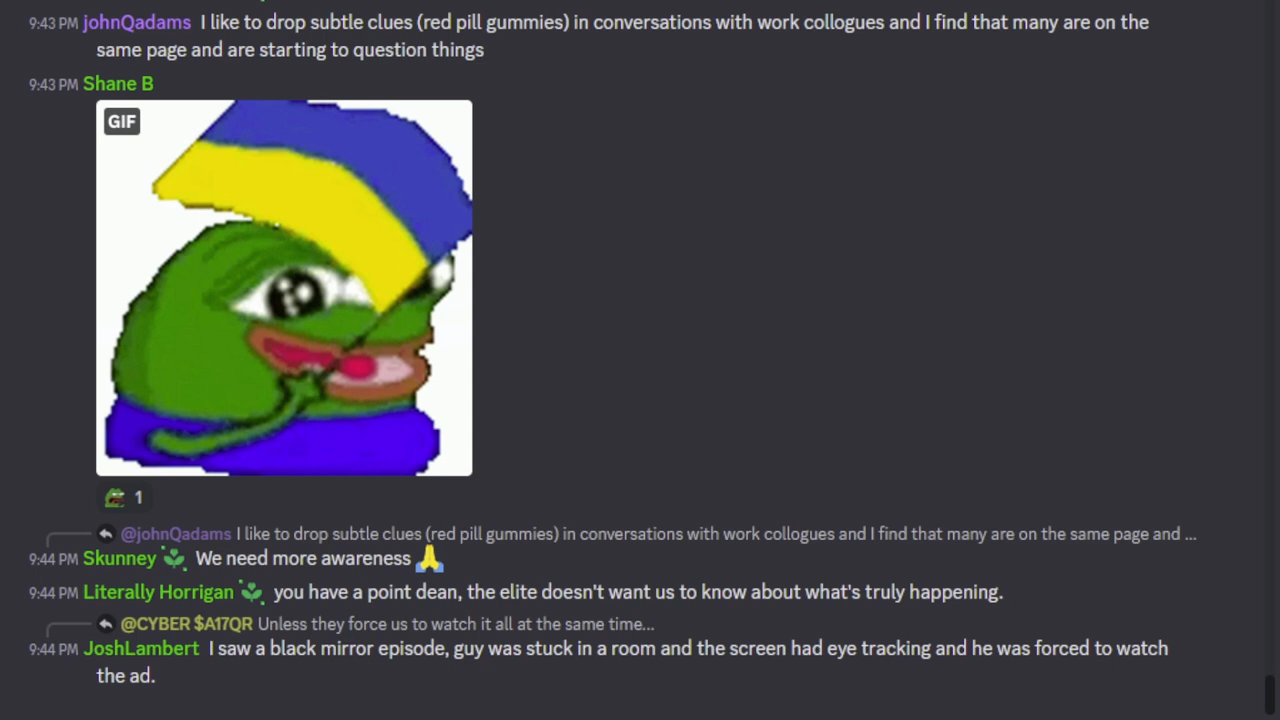 9:43 PM johnQadams I like to drop subtle clues (red pill gummies) in conversations with work collogues and I find that many are on the
same page and are starting to question things
9:43 PM Shane B
GIF
1
@johnQadams I like to drop subtle clues (red pill gummies) in conversations with work collogues and I find that many are on the same page and ...
9:44 PM Skunney We need more awareness 🙏
9:44 PM Literally Horrigan you have a point dean, the elite doesn't want us to know about what's truly happening.
@CYBER $A17QR Unless they force us to watch it all at the same time...
9:44 PM JoshLambert I saw a black mirror episode, guy was stuck in a room and the screen had eye tracking and he was forced to watch
the ad.